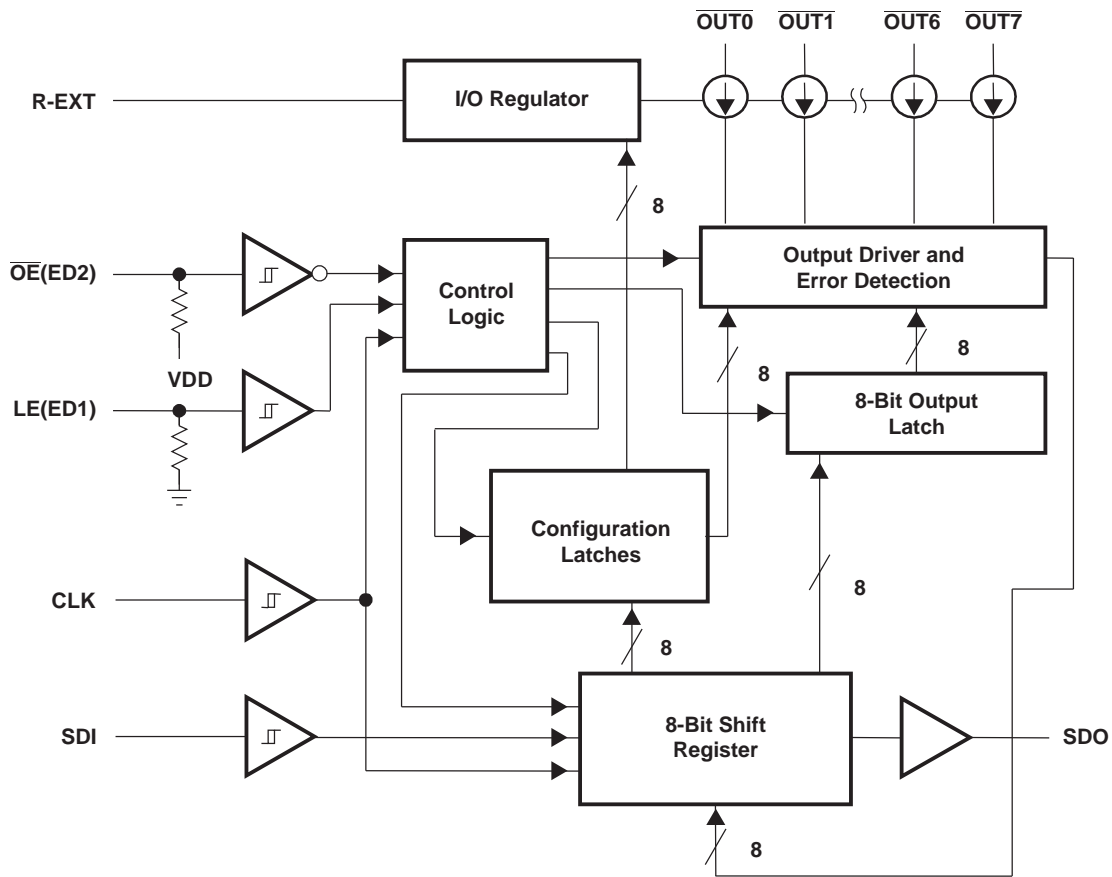 OUT0 OUT1 OUT6 OUT7
R-EXT
I/O Regulator
8
OE(ED2)
Control
Logic
Output Driver and
Error Detection
VDD
8
8
LE(ED1)
8-Bit Output
Latch
Configuration
Latches
CLK
8
8
SDI
8-Bit Shift
Register
SDO
8